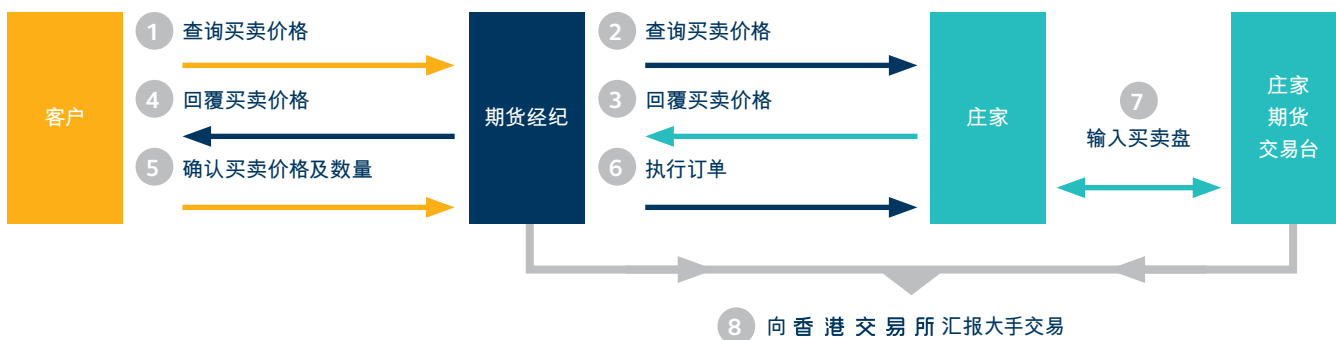 客户
1 查询买卖价格
4 回覆买卖价格
5 确认买卖价格及数量
期货经纪
2 查询买卖价格
3 回覆买卖价格
6 执行订单
庄家
7
输入买卖盘
庄家
期货
交易台
8 向香港交易所汇报大手交易